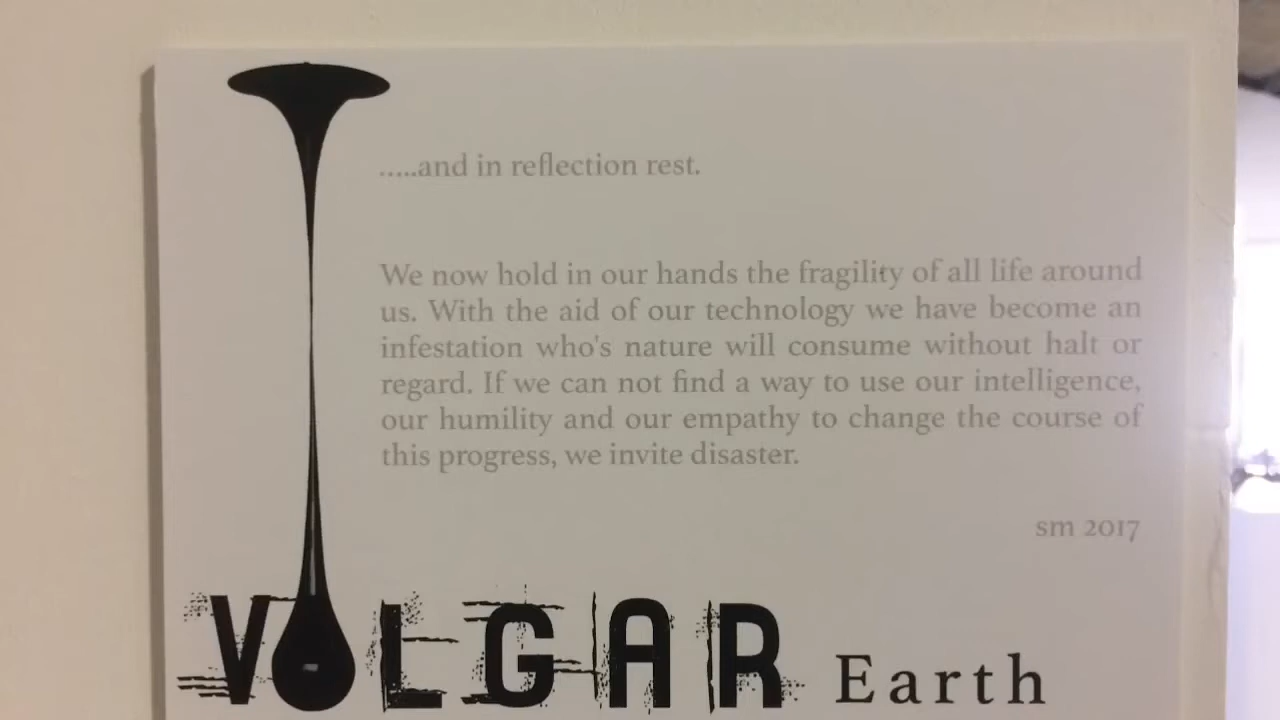 .....and in reflection rest.
We now hold in our hands the fragility of all life around
us. With the aid of our technology we have become an
infestation who's nature will consume without halt or
regard. If we can not find a way to use our intelligence,
our humility and our empathy to change the course of
this progress, we invite disaster.
sm 2017
VULGAR Earth